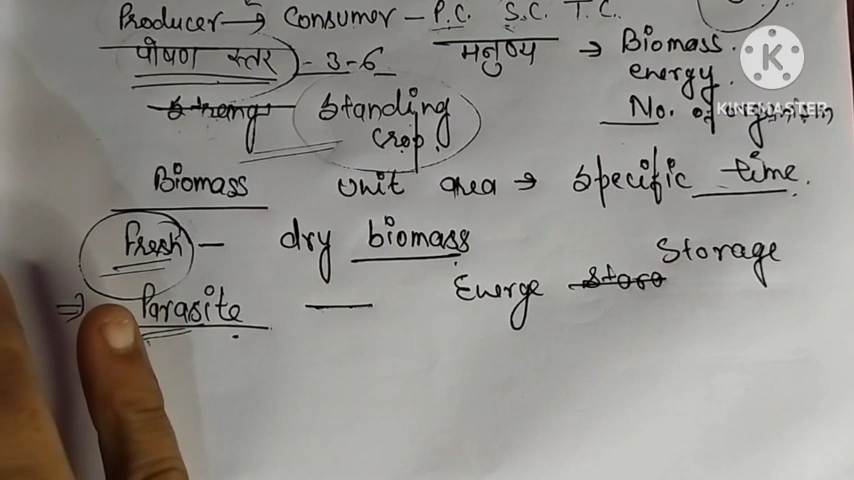 Producer → Consumer - P.C. S.C. T.C.
पोषण स्तर - 3-6 मनुष्य → Biomass.
energy.
Standing No. of organism
Crop.
Biomass unit area → specific time.
Fresh - dry biomass
Storage
⇒ Parasite — Energe
K
KINEMASTER